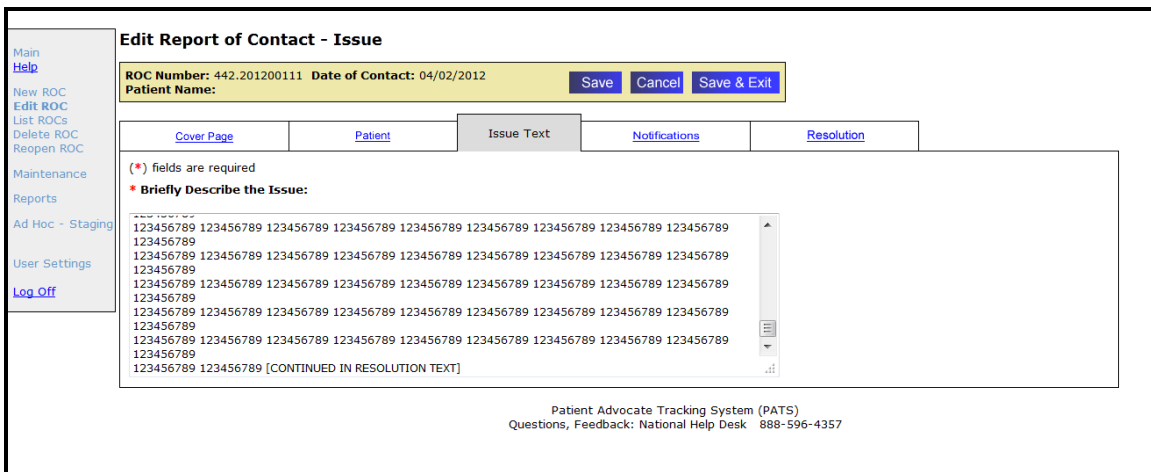 Main
Help
New ROC
Edit ROC
List ROCs
Delete ROC
Reopen ROC
Maintenance
Reports
Ad Hoc - Staging
User Settings
Log Off
Edit Report of Contact - Issue
ROC Number: 442.201200111 Date of Contact: 04/02/2012
Patient Name:
Save Cancel Save & Exit
Cover Page Patient Issue Text Notifications Resolution
(*) fields are required
* Briefly Describe the Issue:
123456789
123456789 123456789 123456789 123456789 123456789 123456789 123456789 123456789 123456789
123456789
123456789 123456789 123456789 123456789 123456789 123456789 123456789 123456789 123456789
123456789
123456789 123456789 123456789 123456789 123456789 123456789 123456789 123456789 123456789
123456789
123456789 123456789 123456789 123456789 123456789 123456789 123456789 123456789 123456789
123456789
123456789 123456789 123456789 123456789 123456789 123456789 123456789 123456789 123456789
123456789
123456789 123456789 [CONTINUED IN RESOLUTION TEXT]
Patient Advocate Tracking System (PATS)
Questions, Feedback: National Help Desk 888-596-4357